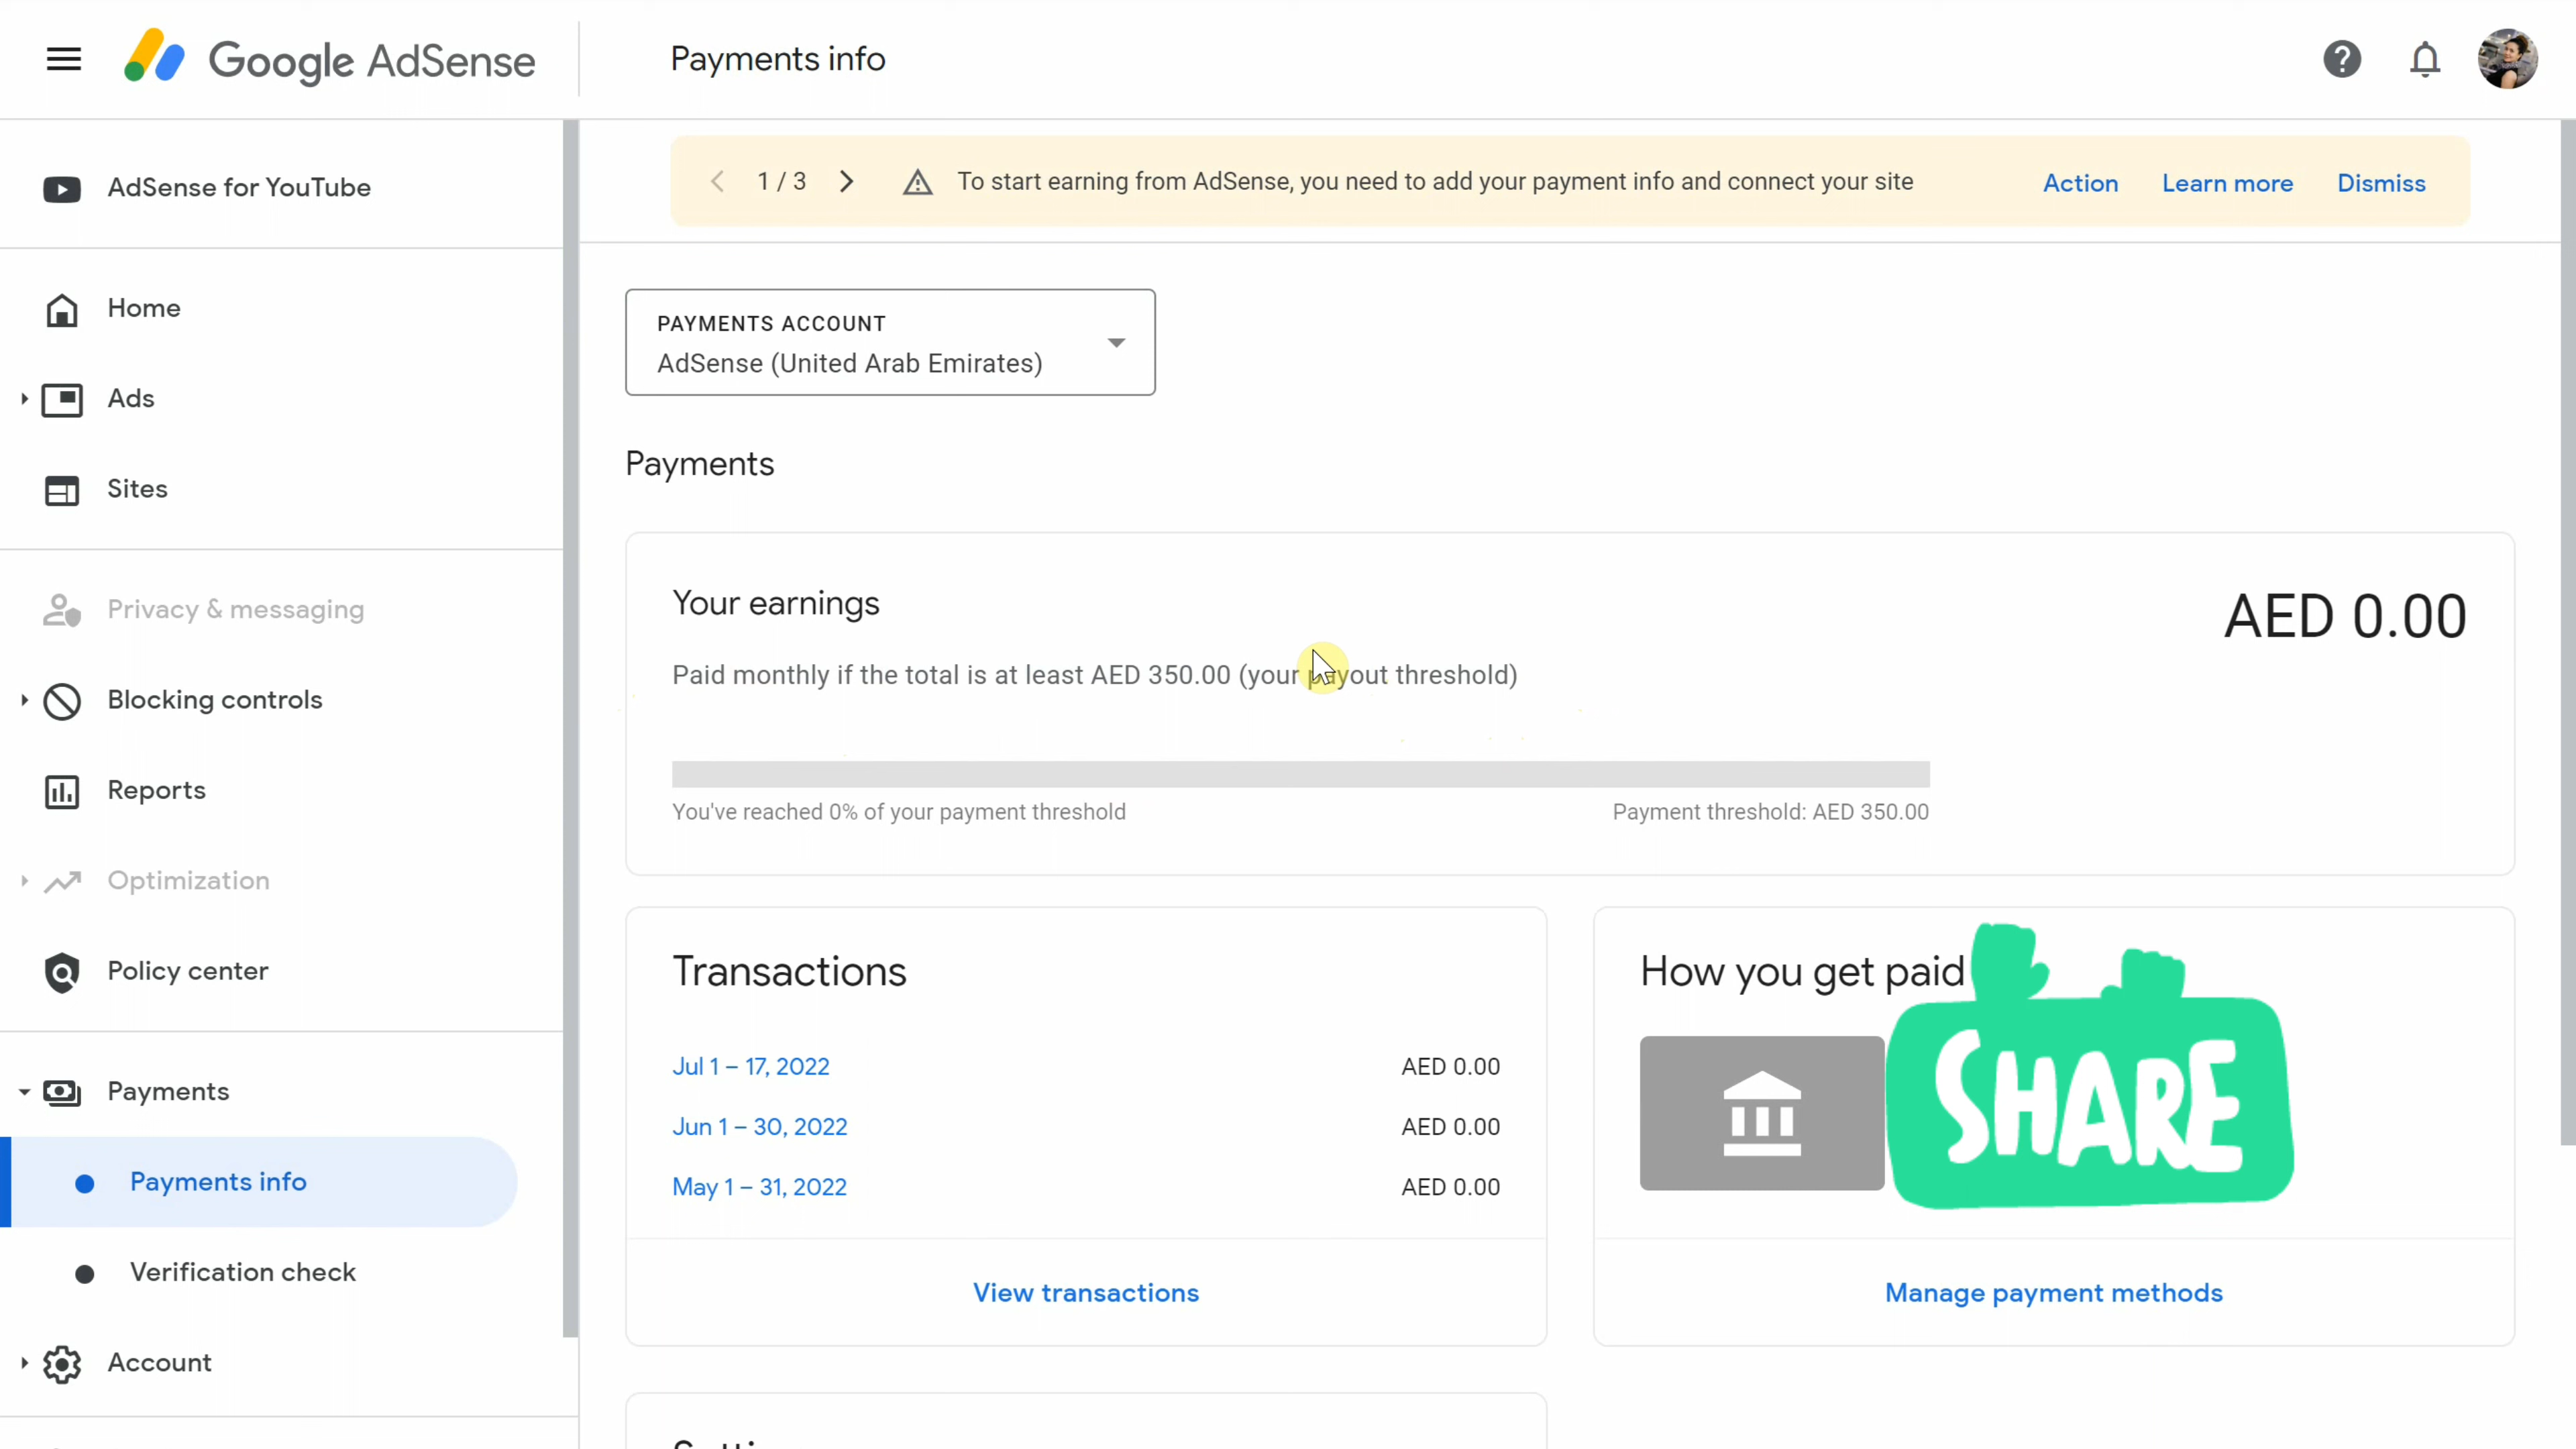 Google AdSense
Payments info
AdSense for YouTube
Home
Ads
Sites
Privacy & messaging
Blocking controls
Reports
Optimization
Policy center
Payments
Payments info
Verification check
Account
1 / 3
To start earning from AdSense, you need to add your payment info and connect your site
Action
Learn more
Dismiss
PAYMENTS ACCOUNT
AdSense (United Arab Emirates)
Payments
Your earnings
AED 0.00
Paid monthly if the total is at least AED 350.00 (your payout threshold)
You've reached 0% of your payment threshold
Payment threshold: AED 350.00
Transactions
Jul 1 – 17, 2022 AED 0.00
Jun 1 – 30, 2022 AED 0.00
May 1 – 31, 2022 AED 0.00
View transactions
How you get paid
SHARE
Manage payment methods